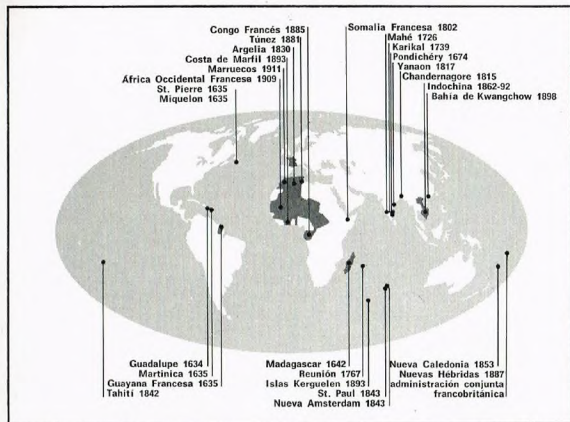 Congo Francés 1885
Túnez 1881
Argelia 1830
Costa de Marfil 1893
Marruecos 1911
África Occidental Francesa 1909
St. Pierre 1635
Miquelon 1635
Somalia Francesa 1802
Mahé 1726
Karikal 1739
Pondichéry 1674
Yanaon 1817
Chandernagore 1815
Indochina 1862-92
Bahía de Kwangchow 1898
Guadalupe 1634
Martinica 1635
Guayana Francesa 1635
Tahití 1842
Madagascar 1642
Reunión 1767
Islas Kerguelen 1893
St. Paul 1843
Nueva Amsterdam 1843
Nueva Caledonia 1853
Nuevas Hébridas 1887
administración conjunta
francobritánica